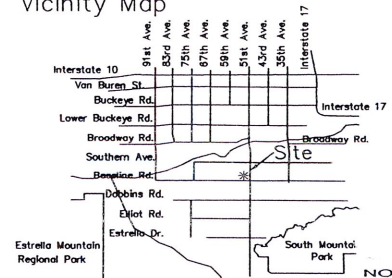 Vicinity Map
91st Ave.
83rd Ave.
75th Ave.
67th Ave.
59th Ave.
51st Ave.
43rd Ave.
35th Ave.
Interstate 17
Interstate 10
Van Buren St.
Buckeye Rd.
Interstate 17
Lower Buckeye Rd.
Broadway Rd.
Broadway Rd.
Southern Ave.
Site
Baseline Rd.
Dobbins Rd.
Elliot Rd.
Estrella Dr.
Estrella Mountain
Regional Park
South Mountai
Park
NO